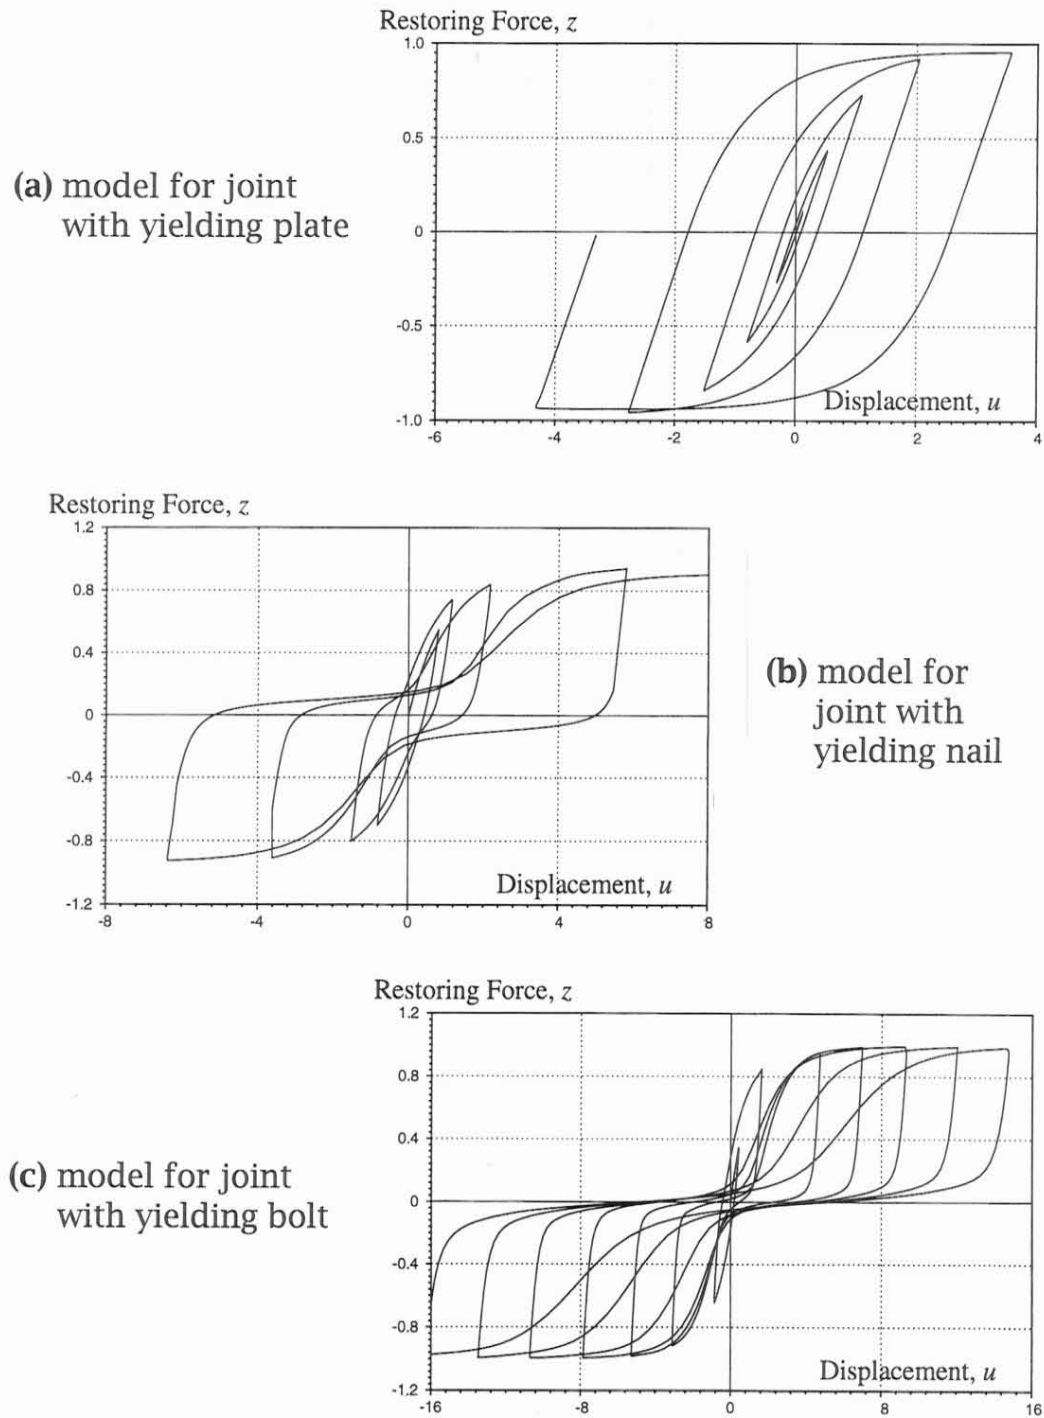 Restoring Force, z
1.0
0.5
0
-0.5
-1.0
-6
-4
-2
0
2
4
Displacement, u
(a) model for joint
with yielding plate
Restoring Force, z
1.2
0.8
0.4
0
-0.4
-0.8
-1.2
-8
-4
0
4
8
Displacement, u
(b) model for
joint with
yielding nail
Restoring Force, z
1.2
0.8
0.4
0
-0.4
-0.8
-1.2
-16
-8
0
8
16
Displacement, u
(c) model for joint
with yielding bolt